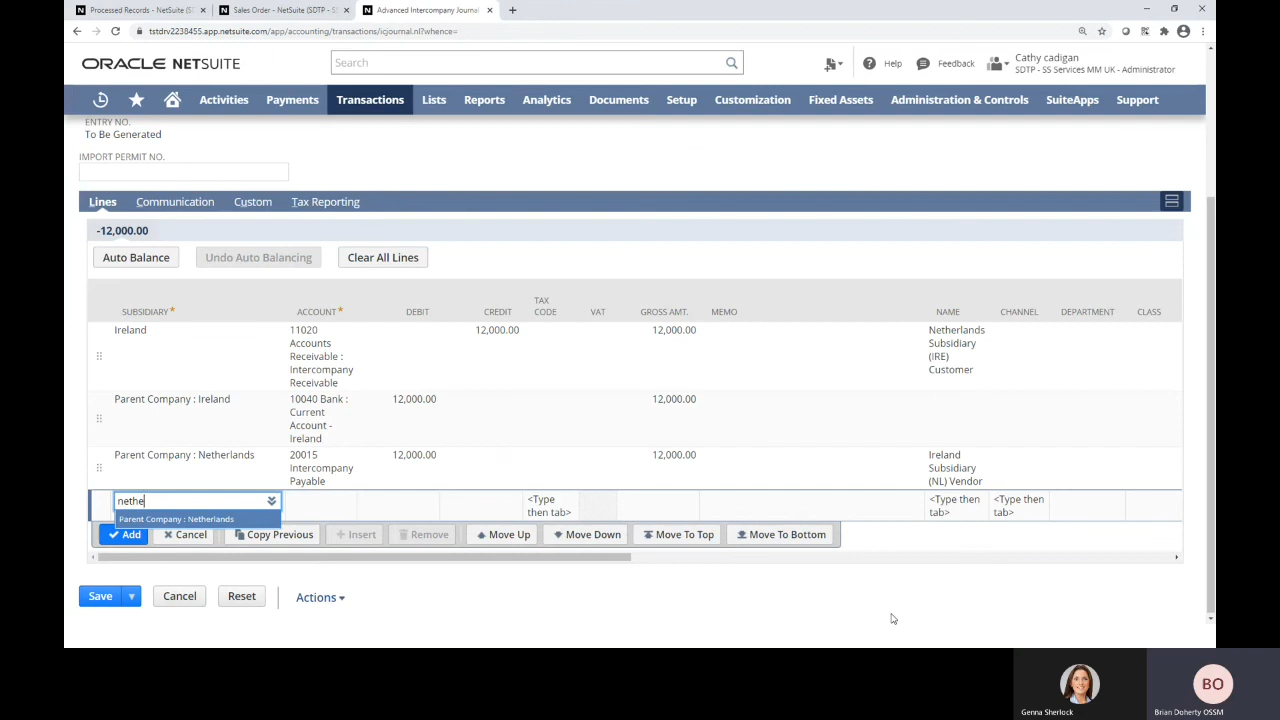 Processed Records - NetSuite (S
Sales Order - NetSuite (SDTP - S
Advanced Intercompany Journal
tstdrv2238455.app.netsuite.com/app/accounting/transactions/icjournal.nl?whence=
ORACLE NETSUITE
Search
Help
Feedback
Cathy cadigan
SDTP - SS Services MM UK - Administrator
Activities Payments Transactions Lists Reports Analytics Documents Setup Customization Fixed Assets Administration & Controls SuiteApps Support
ENTRY NO.
To Be Generated
IMPORT PERMIT NO.
Lines Communication Custom Tax Reporting
-12,000.00
Auto Balance Undo Auto Balancing Clear All Lines
TAX
SUBSIDIARY* ACCOUNT* DEBIT CREDIT CODE VAT GROSS AMT. MEMO NAME CHANNEL DEPARTMENT CLASS
Ireland 11020 12,000.00 12,000.00 Netherlands
Accounts Subsidiary
Receivable : (IRE)
Intercompany Customer
Receivable
Parent Company : Ireland 10040 Bank : 12,000.00 12,000.00
Current
Account -
Ireland
Parent Company : Netherlands 20015 12,000.00 12,000.00 Ireland
Intercompany Subsidiary
Payable (NL) Vendor
nethe <Type <Type then <Type then
then tab> tab> tab>
Parent Company : Netherlands
Add Cancel Copy Previous Insert Remove Move Up Move Down Move To Top Move To Bottom
Save Cancel Reset Actions
BO
Genna Sherlock Brian Doherty OSSM